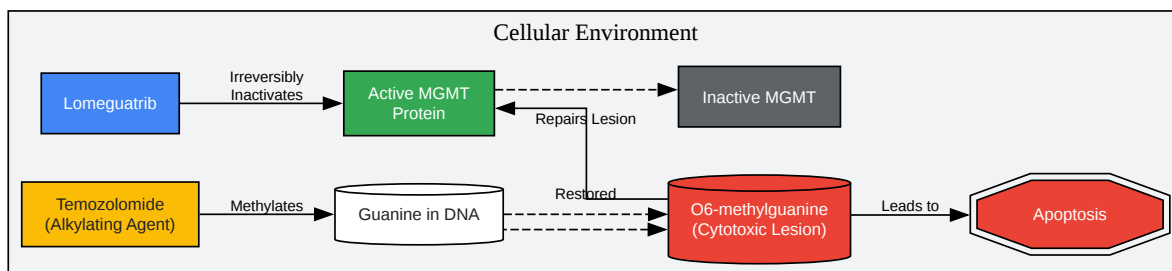 Cellular Environment
Irreversibly
Inactivates
Lomeguatrib
Active MGMT
Protein
Inactive MGMT
Repairs Lesion
Temozolomide
(Alkylating Agent)
Methylates
Guanine in DNA
Restored
O6-methylguanine
(Cytotoxic Lesion)
Leads to
Apoptosis